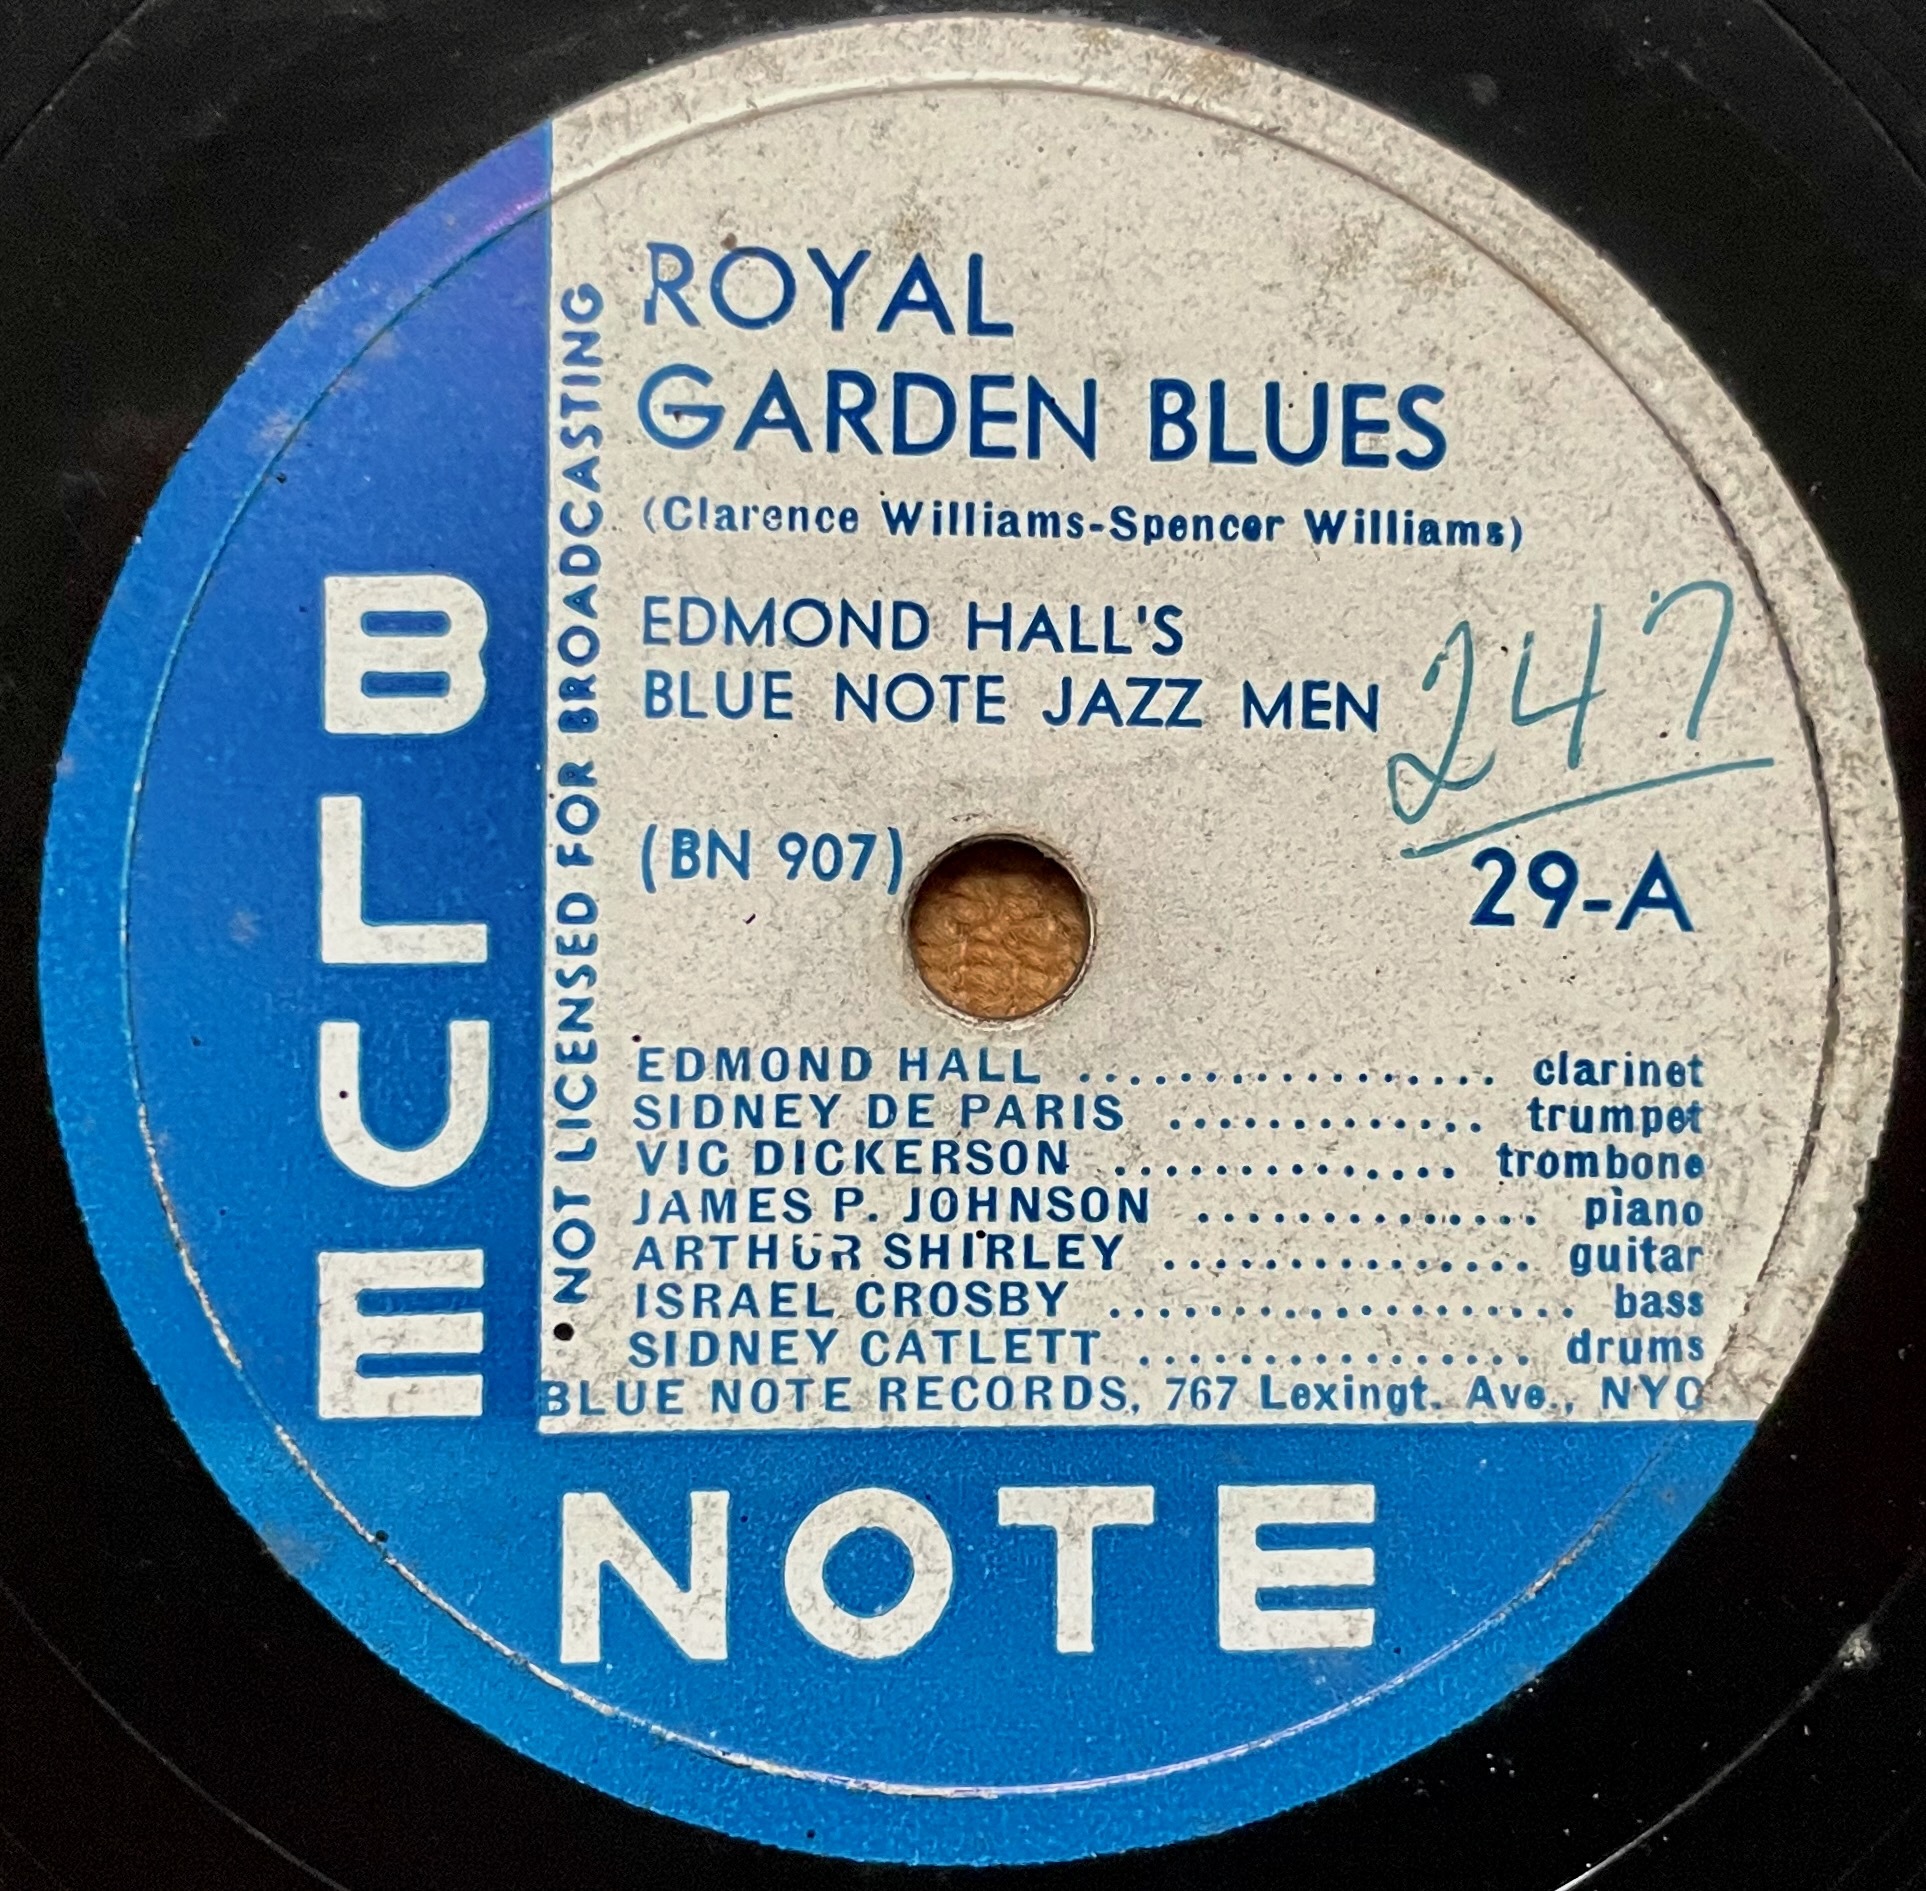 ROYAL
GARDEN BLUES
(Clarence Williams-Spencer Williams)
EDMOND HALL'S
BLUE NOTE JAZZ MEN
247
(BN 907)
29-A
EDMOND HALL .................. clarinet
SIDNEY DE PARIS ............. trumpet
VIC DICKERSON .............. trombone
JAMES P. JOHNSON .............. piano
ARTHUR SHIRLEY ............... guitar
ISRAEL CROSBY ................... bass
SIDNEY CATLETT ................ drums
BLUE NOTE RECORDS, 767 Lexingt. Ave., NYC
NOT LICENSED FOR BROADCASTING
BLUE
NOTE